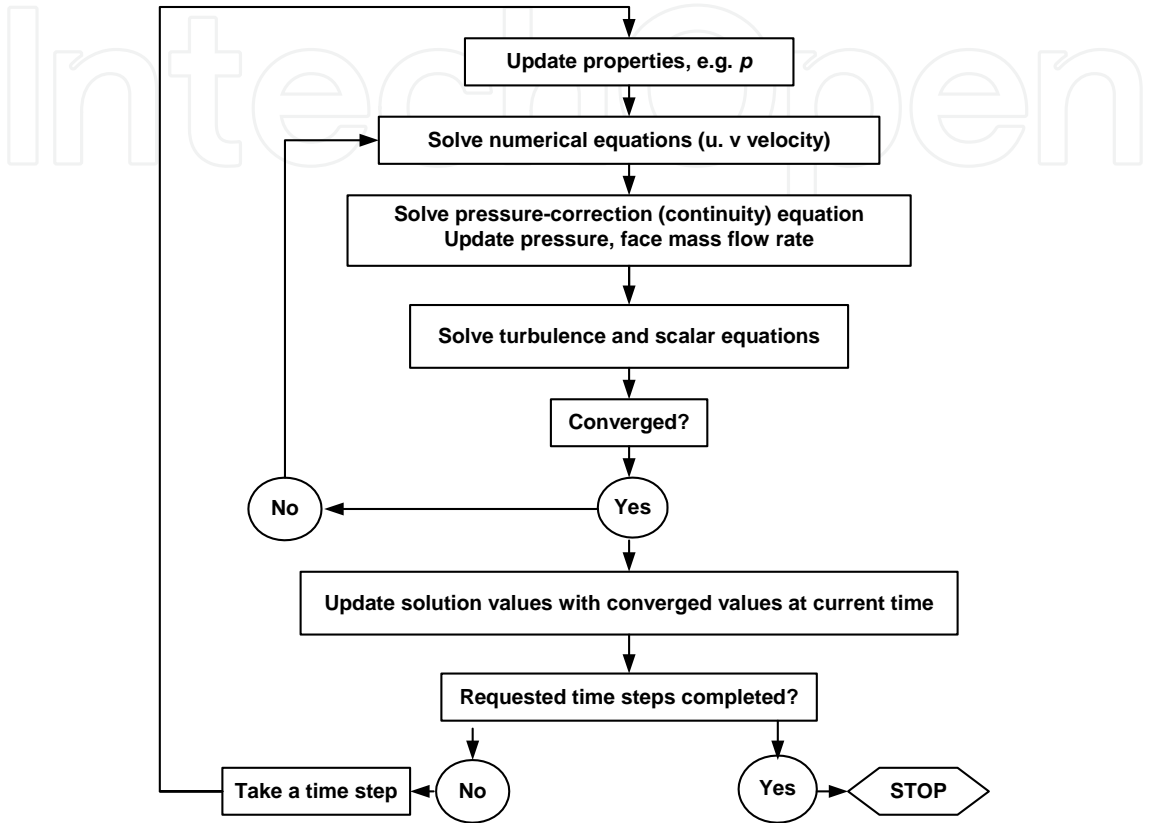 IntechOpen
Update properties, e.g. p
Solve numerical equations (u. v velocity)
Solve pressure-correction (continuity) equation
Update pressure, face mass flow rate
Solve turbulence and scalar equations
Converged?
No
Yes
Update solution values with converged values at current time
Requested time steps completed?
Take a time step
No
Yes
STOP